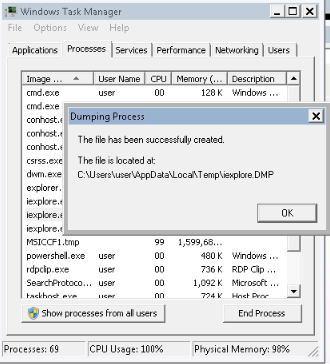 Windows Task Manager
File Options View Help
Applications Processes Services Performance Networking Users
Image ... User Name CPU Memory (... Description
cmd.exe user 00 128 K Windows ...
cmd.exe
conhost.e
conhost.e
conhost.e
csrss.exe
dwm.exe
explorer.
iexplore.e
iexplore.e
iexplore.e
MSICCF1.tmp 99 1,599,68...
powershell.exe user 00 480 K Windows ...
rdpclip.exe user 00 736 K RDP Clip ...
SearchProtoco... user 00 1,092 K Microsoft ...
taskhost.exe user 00 724 K Host Proc
Dumping Process
The file has been successfully created.
The file is located at:
C:\Users\user\AppData\Local\Temp\iexplore.DMP
OK
Show processes from all users End Process
Processes: 69 CPU Usage: 100% Physical Memory: 98%